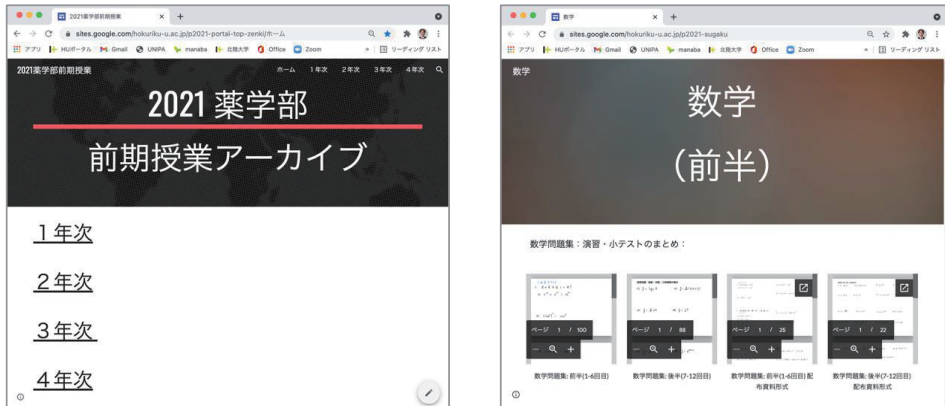 2021薬学部前期授業
sites.google.com/hokuriku-u.ac.jp/p2021-portal-top-zenki/ホーム
アプリ HUポータル Gmail UNIPA manaba 北陸大学 Office Zoom » リーディング リスト
2021薬学部前期授業 ホーム 1年次 2年次 3年次 4年次
2021 薬学部
前期授業アーカイブ
1年次
2年次
3年次
4年次
数学
sites.google.com/hokuriku-u.ac.jp/p2021-sugaku
アプリ HUポータル Gmail UNIPA manaba 北陸大学 Office Zoom » リーディング リスト
数学
数学
（前半）
数学問題集：演習・小テストのまとめ：
ページ 1 / 100
ページ 1 / 88
ページ 1 / 25
ページ 1 / 22
数学問題集: 前半(1-6回目)
数学問題集: 後半(7-12回目)
数学問題集: 前半(1-6回目) 配
布資料形式
数学問題集: 後半(7-12回目)
配布資料形式